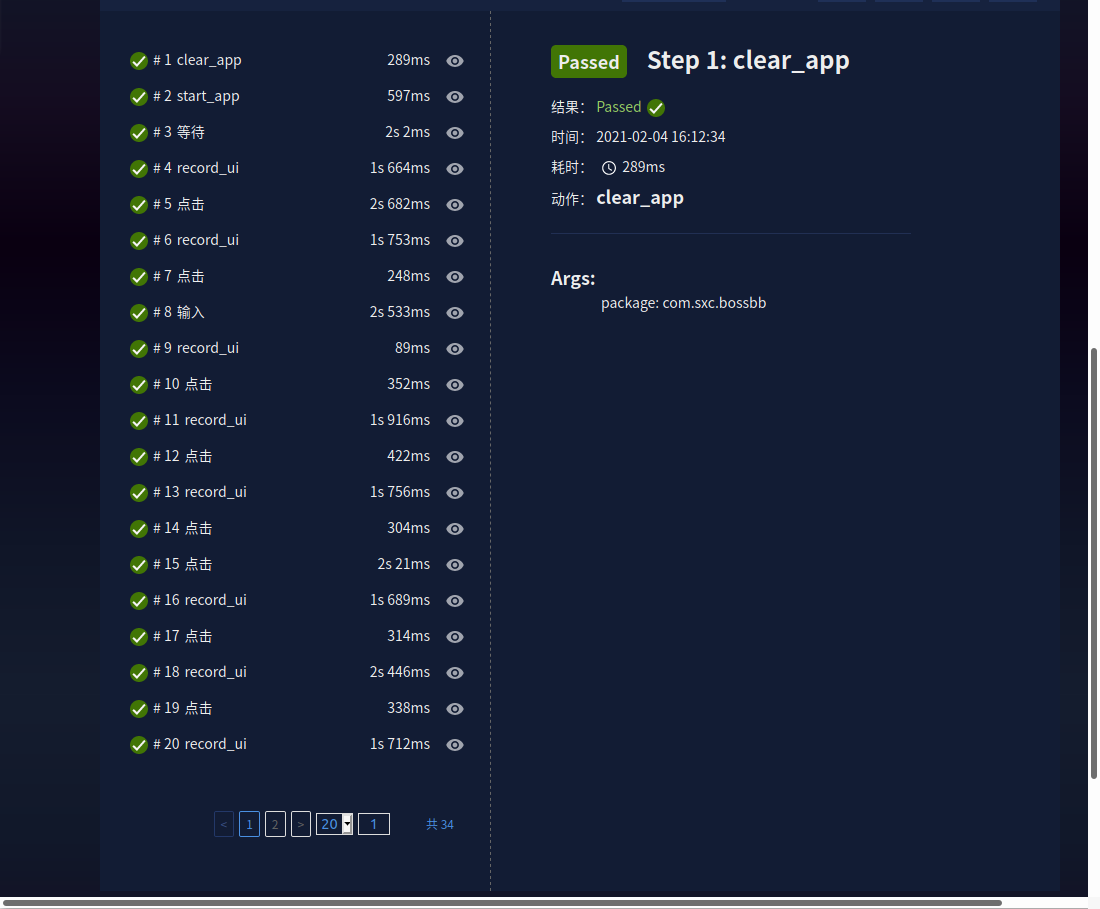 # 1 clear_app 289ms
# 2 start_app 597ms
# 3 等待 2s 2ms
# 4 record_ui 1s 664ms
# 5 点击 2s 682ms
# 6 record_ui 1s 753ms
# 7 点击 248ms
# 8 输入 2s 533ms
# 9 record_ui 89ms
# 10 点击 352ms
# 11 record_ui 1s 916ms
# 12 点击 422ms
# 13 record_ui 1s 756ms
# 14 点击 304ms
# 15 点击 2s 21ms
# 16 record_ui 1s 689ms
# 17 点击 314ms
# 18 record_ui 2s 446ms
# 19 点击 338ms
# 20 record_ui 1s 712ms
< 1 2 > 20 1 共 34
Passed Step 1: clear_app
结果： Passed
时间： 2021-02-04 16:12:34
耗时： 289ms
动作： clear_app
Args:
package: com.sxc.bossbb